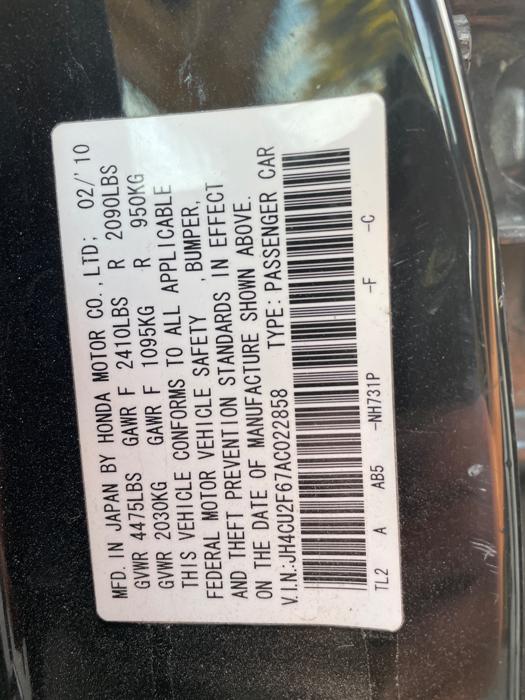 MFD. IN JAPAN BY HONDA MOTOR CO.,LTD; 02/'10
GVWR 4475LBS GAWR F 2410LBS R 2090LBS
GVWR 2030KG GAWR F 1095KG R 950KG
THIS VEHICLE CONFORMS TO ALL APPLICABLE
FEDERAL MOTOR VEHICLE SAFETY , BUMPER,
AND THEFT PREVENTION STANDARDS IN EFFECT
ON THE DATE OF MANUFACTURE SHOWN ABOVE.
V.I.N.:JH4CU2F67AC022858 TYPE: PASSENGER CAR
TL2 A AB5 -NH731P -F -C